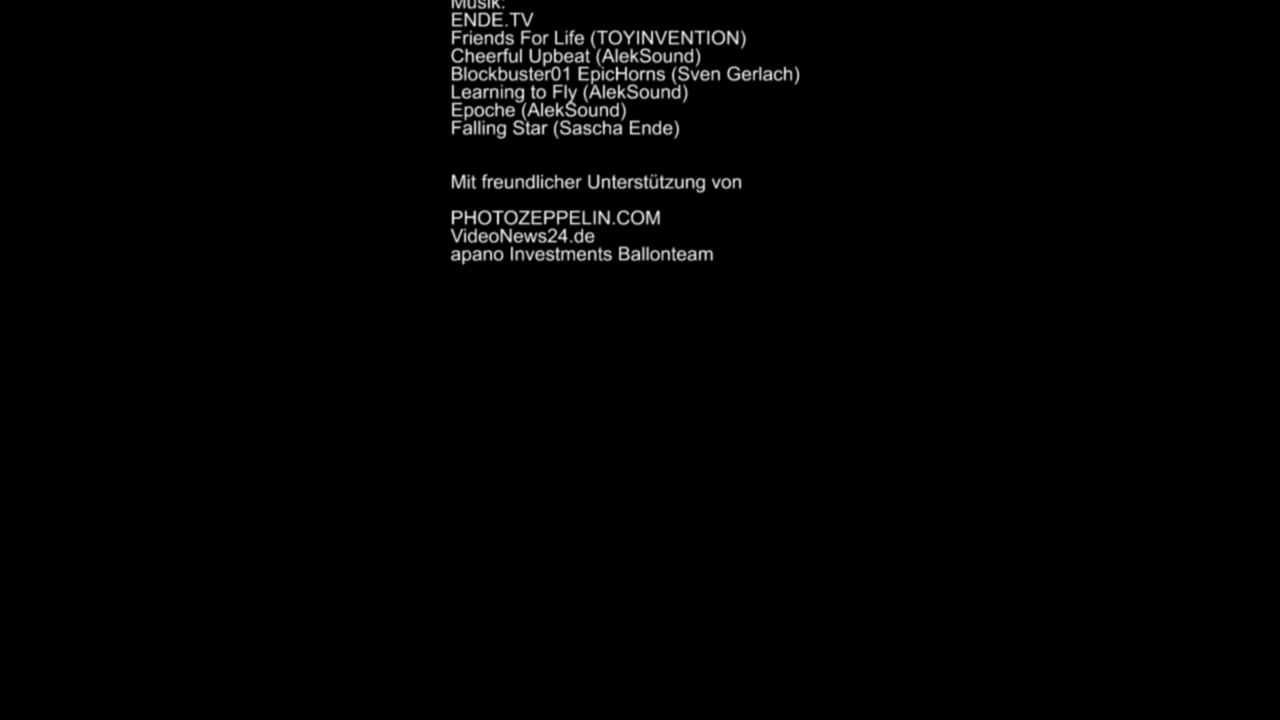 Musik:
ENDE.TV
Friends For Life (TOYINVENTION)
Cheerful Upbeat (AlekSound)
Blockbuster01 EpicHorns (Sven Gerlach)
Learning to Fly (AlekSound)
Epoche (AlekSound)
Falling Star (Sascha Ende)
Mit freundlicher Unterstützung von
PHOTOZEPPELIN.COM
VideoNews24.de
apano Investments Ballonteam